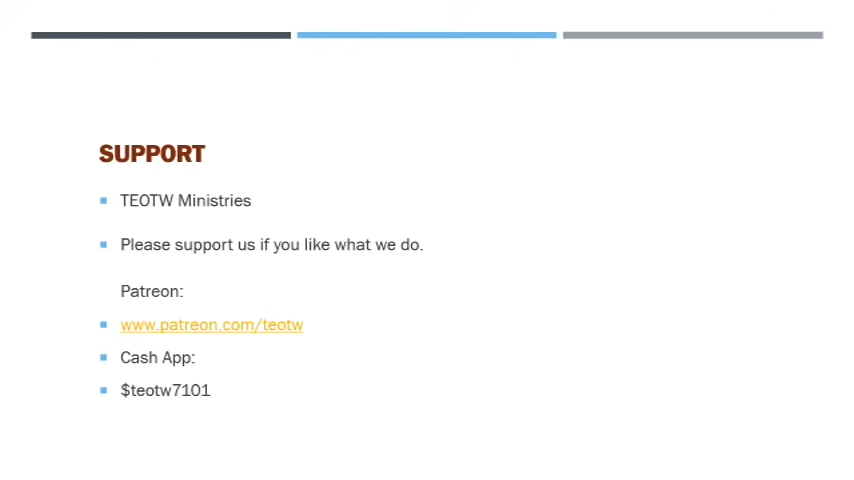 SUPPORT
TEOTW Ministries
Please support us if you like what we do.
Patreon:
www.patreon.com/teotw
Cash App:
$teotw7101